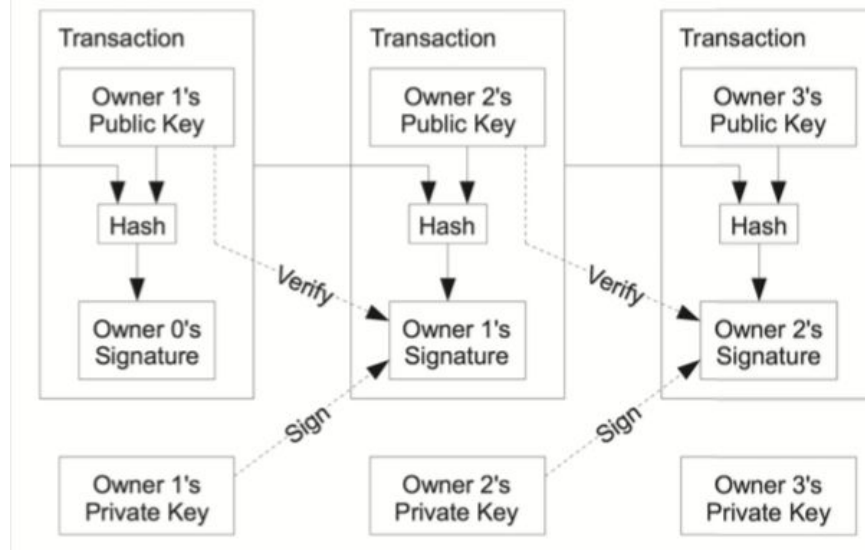 Transaction
Transaction
Transaction
Owner 1's
Public Key
Owner 2's
Public Key
Owner 3's
Public Key
Hash
Hash
Hash
Verify
Verify
Owner 0's
Signature
Owner 1's
Signature
Owner 2's
Signature
Sign
Sign
Owner 1's
Private Key
Owner 2's
Private Key
Owner 3's
Private Key